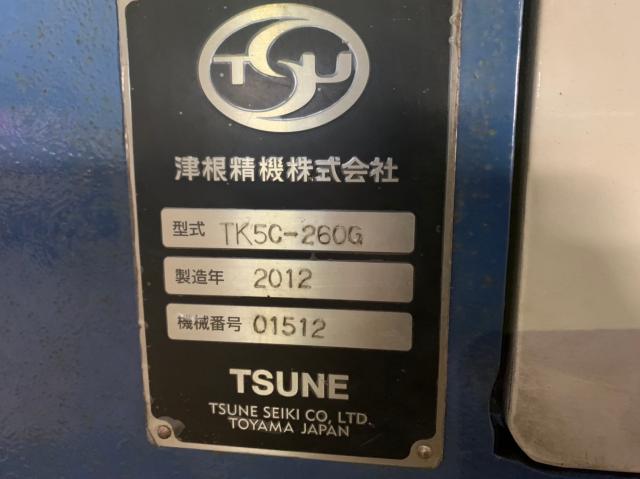 TSU
津根精機株式会社
型式 TK5C-260G
製造年 2012
機械番号 01512
TSUNE
TSUNE SEIKI CO, LTD.
TOYAMA JAPAN